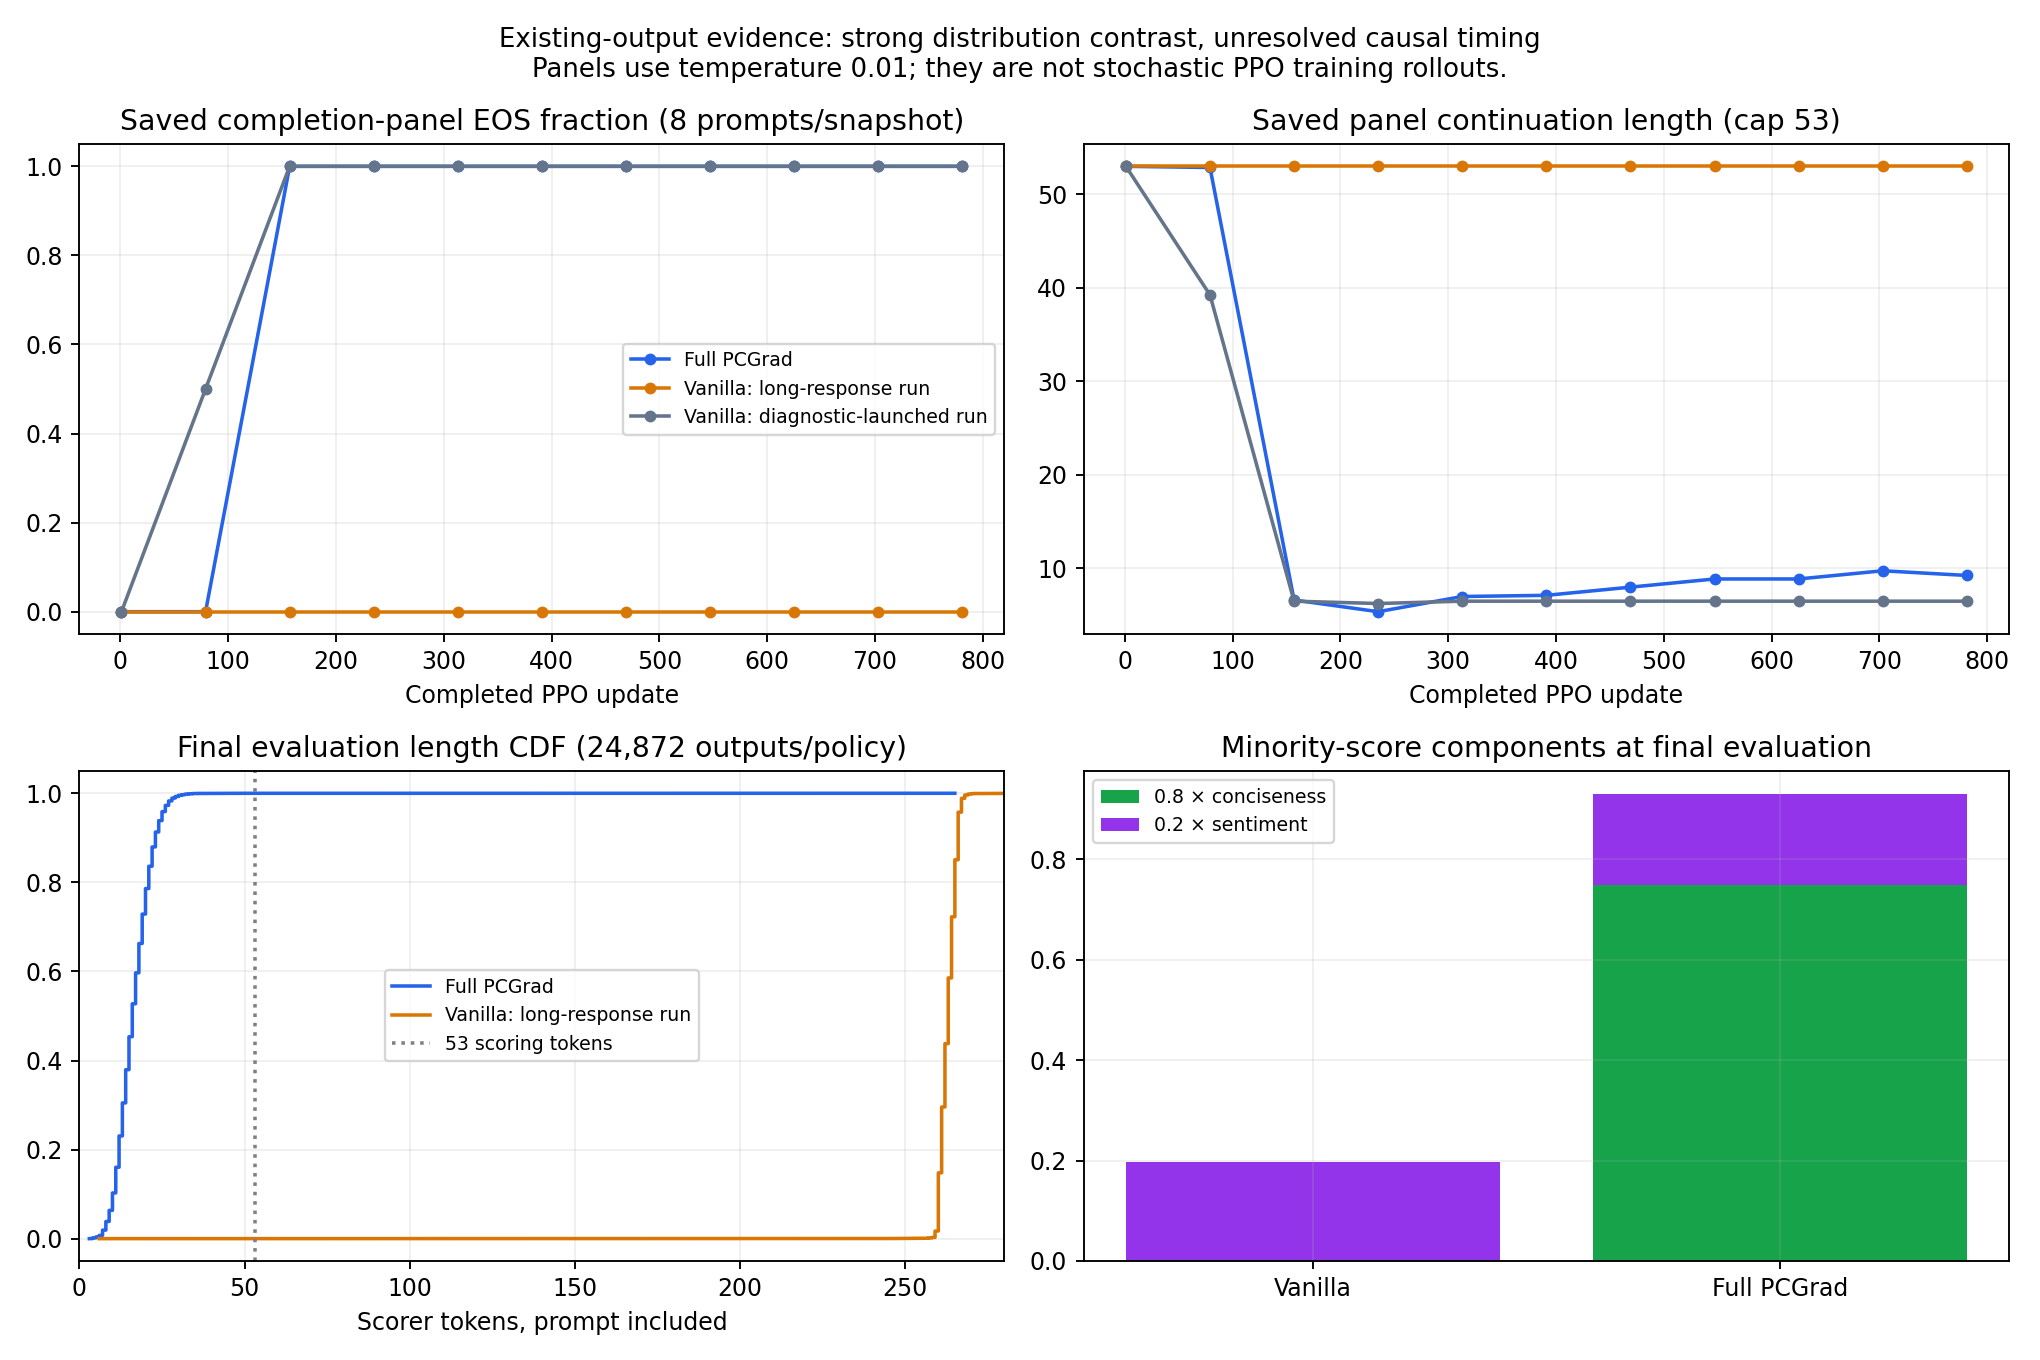 Existing-output evidence: strong distribution contrast, unresolved causal timing
Panels use temperature 0.01; they are not stochastic PPO training rollouts.
Saved completion-panel EOS fraction (8 prompts/snapshot)
1.0
0.8
0.6
0.4
0.2
0.0
Full PCGrad
Vanilla: long-response run
Vanilla: diagnostic-launched run
0 100 200 300 400 500 600 700 800
Completed PPO update
Saved panel continuation length (cap 53)
50
40
30
20
10
0 100 200 300 400 500 600 700 800
Completed PPO update
Final evaluation length CDF (24,872 outputs/policy)
1.0
0.8
0.6
0.4
0.2
0.0
Full PCGrad
Vanilla: long-response run
53 scoring tokens
0 50 100 150 200 250
Scorer tokens, prompt included
Minority-score components at final evaluation
0.8 × conciseness
0.2 × sentiment
0.8
0.6
0.4
0.2
0.0
Vanilla Full PCGrad